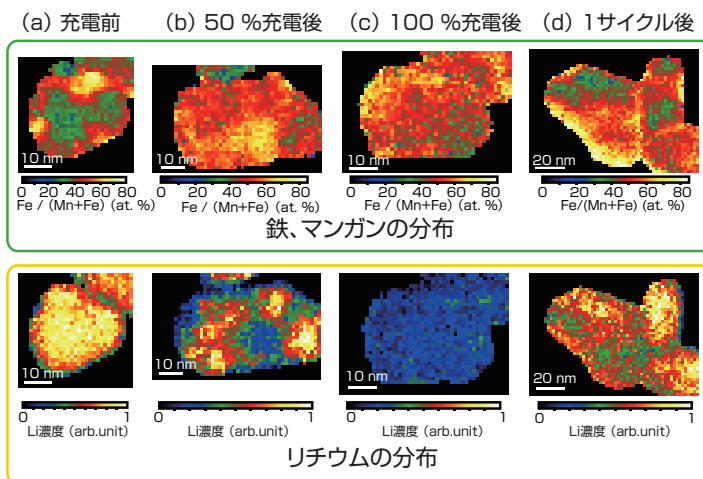 (a) 充電前 (b) 50 %充電後 (c) 100 %充電後 (d) 1サイクル後
10 nm 10 nm 10 nm 20 nm
0 20 40 60 80 0 20 40 60 80 0 20 40 60 80 0 20 40 60 80
Fe / (Mn+Fe) (at. %) Fe / (Mn+Fe) (at. %) Fe / (Mn+Fe) (at. %) Fe/(Mn+Fe) (at. %)
鉄、マンガンの分布
10 nm 10 nm 10 nm 20 nm
0 1 0 1 0 1 0 1
Li濃度 (arb.unit) Li濃度 (arb.unit) Li濃度 (arb.unit) Li濃度 (arb.unit)
リチウムの分布